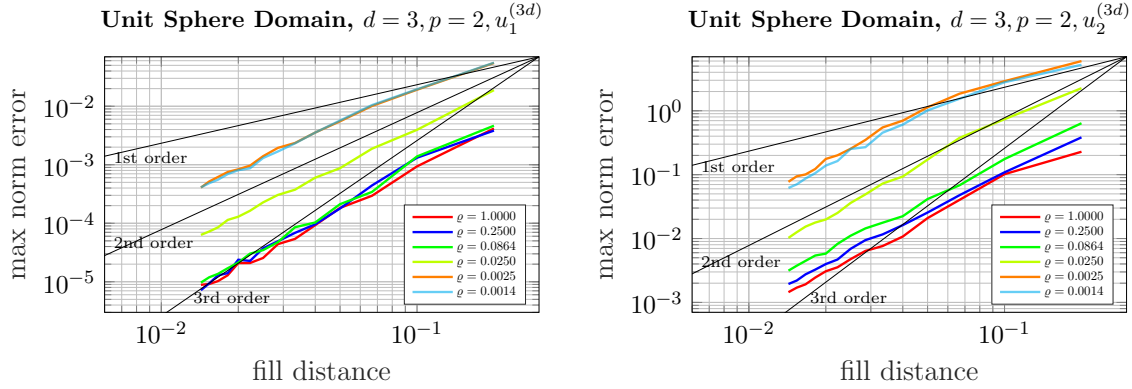 Unit Sphere Domain, $d = 3, p = 2, u_1^{(3d)}$
max norm error
10^{-2}
10^{-3}
10^{-4}
10^{-5}
1st order
2nd order
3rd order
ϱ = 1.0000
ϱ = 0.2500
ϱ = 0.0864
ϱ = 0.0250
ϱ = 0.0025
ϱ = 0.0014
10^{-2}
10^{-1}
fill distance
Unit Sphere Domain, $d = 3, p = 2, u_2^{(3d)}$
max norm error
10^{0}
10^{-1}
10^{-2}
10^{-3}
1st order
2nd order
3rd order
ϱ = 1.0000
ϱ = 0.2500
ϱ = 0.0864
ϱ = 0.0250
ϱ = 0.0025
ϱ = 0.0014
10^{-2}
10^{-1}
fill distance